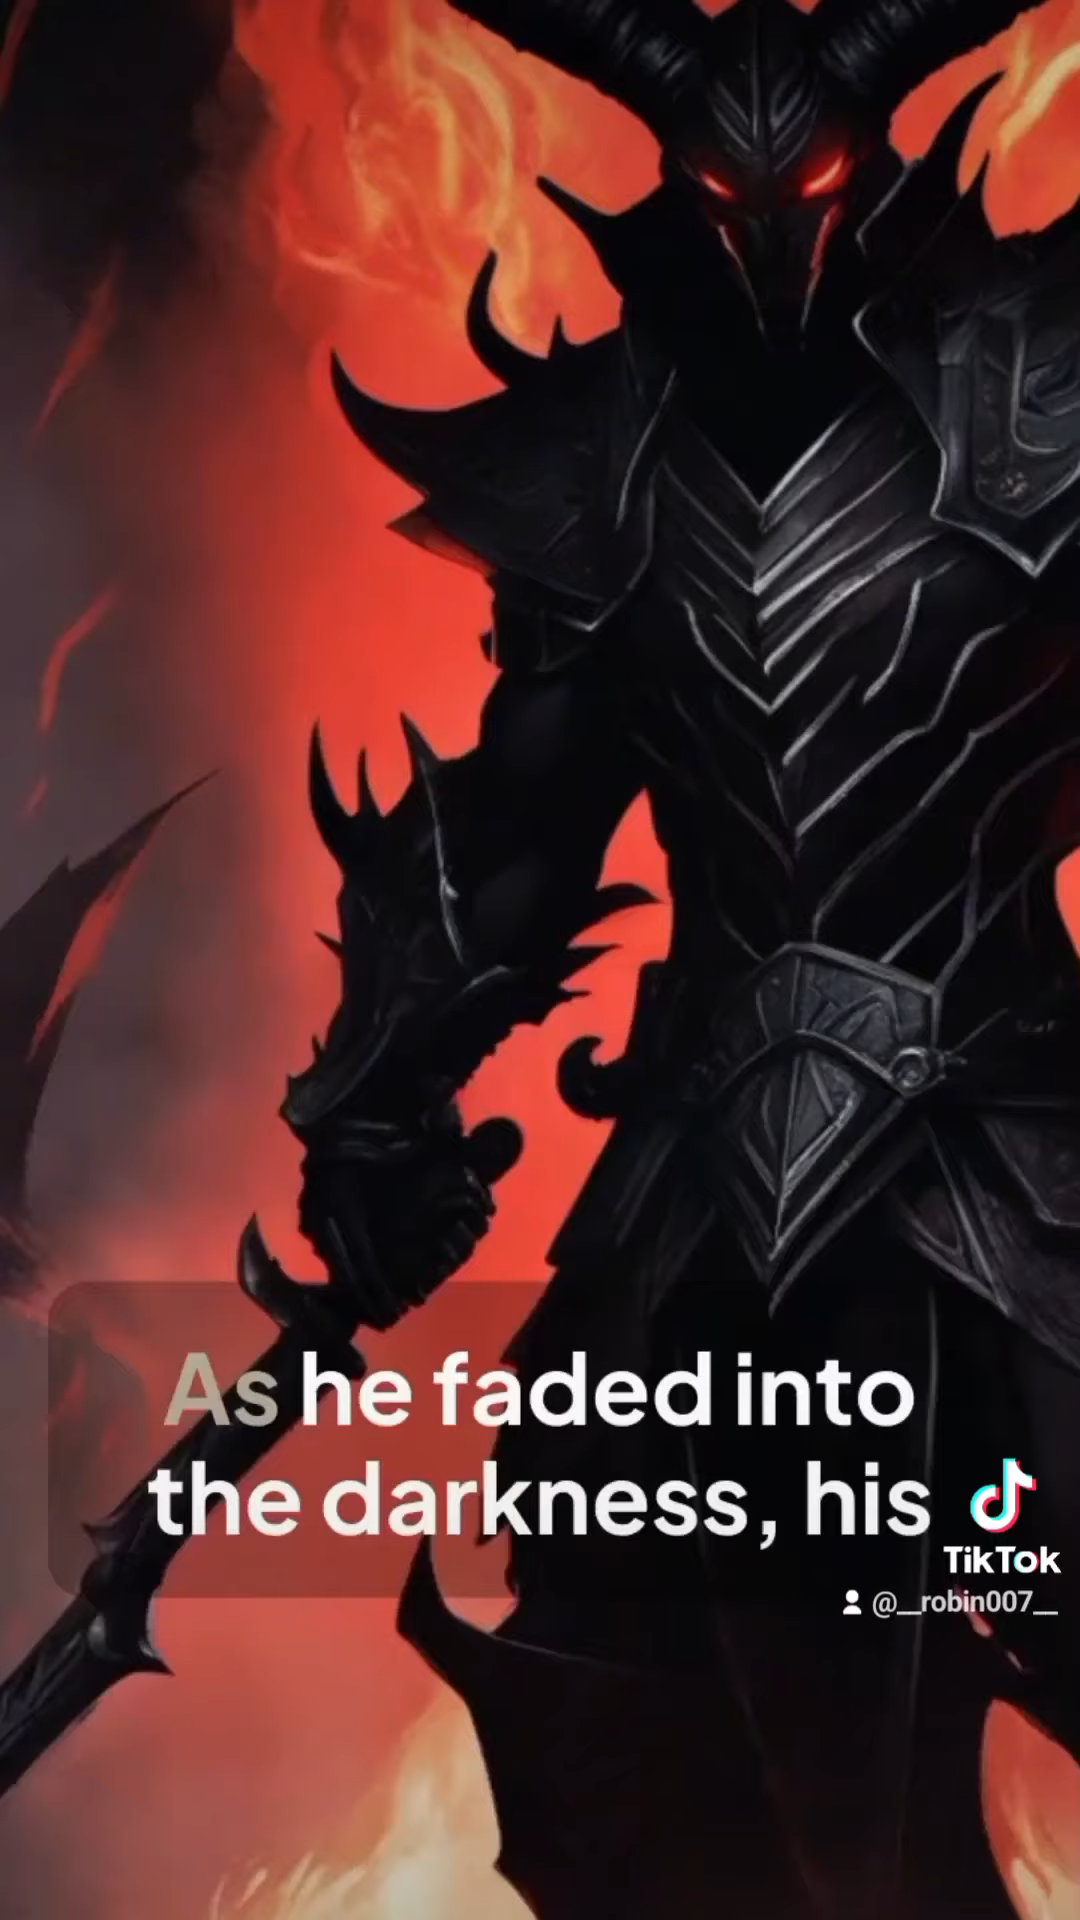 As he faded into
the darkness, his
TikTok
@__robin007__